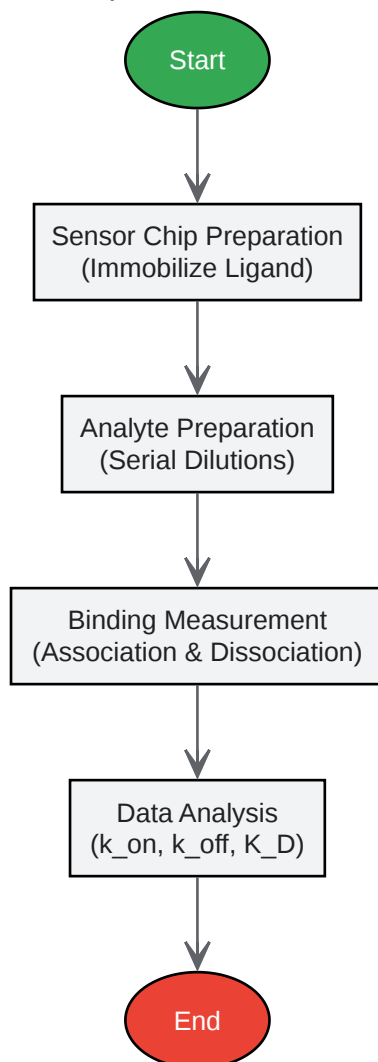 Start
Sensor Chip Preparation
(Immobilize Ligand)
Analyte Preparation
(Serial Dilutions)
Binding Measurement
(Association & Dissociation)
Data Analysis
(k_on, k_off, K_D)
End